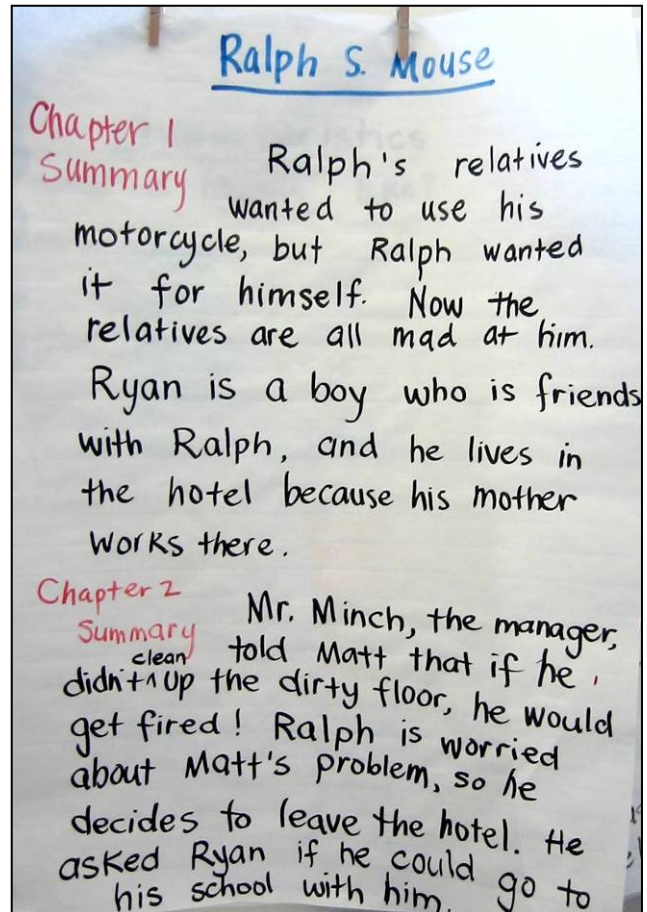 Ralph S. Mouse
Chapter 1
Summary
Ralph's relatives
wanted to use his
motorcycle, but Ralph wanted
it for himself. Now the
relatives are all mad at him.
Ryan is a boy who is friends
with Ralph, and he lives in
the hotel because his mother
works there.
Chapter 2
Summary
Mr. Minch, the manager,
told Matt that if he
clean
didn't ^ up the dirty floor, he would
get fired! Ralph is worried
about Matt's problem, so he
decides to leave the hotel. He
asked Ryan if he could go to
his school with him.